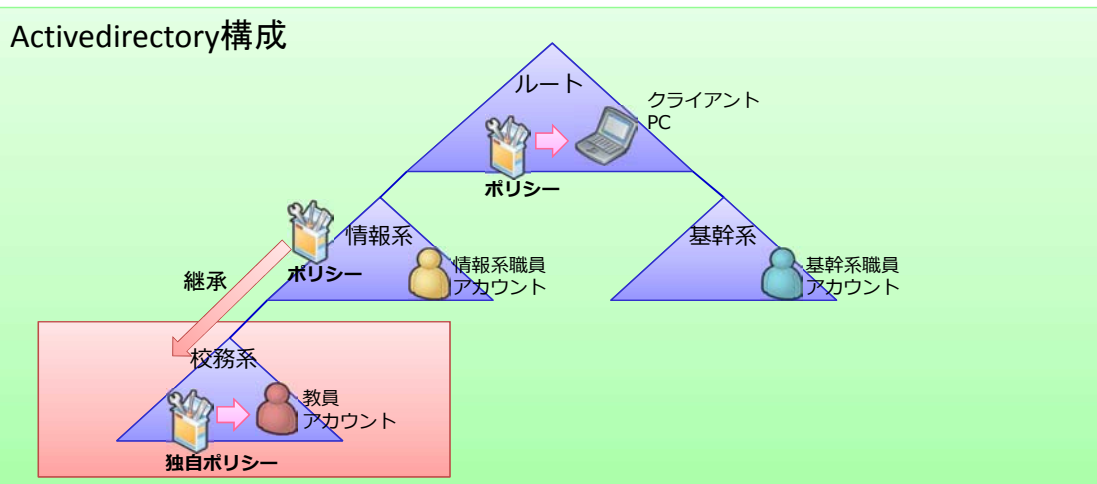 Activedirectory構成
ルート
クライアント
PC
ポリシー
情報系
基幹系
継承
ポリシー
情報系職員
アカウント
基幹系職員
アカウント
校務系
教員
アカウント
独自ポリシー